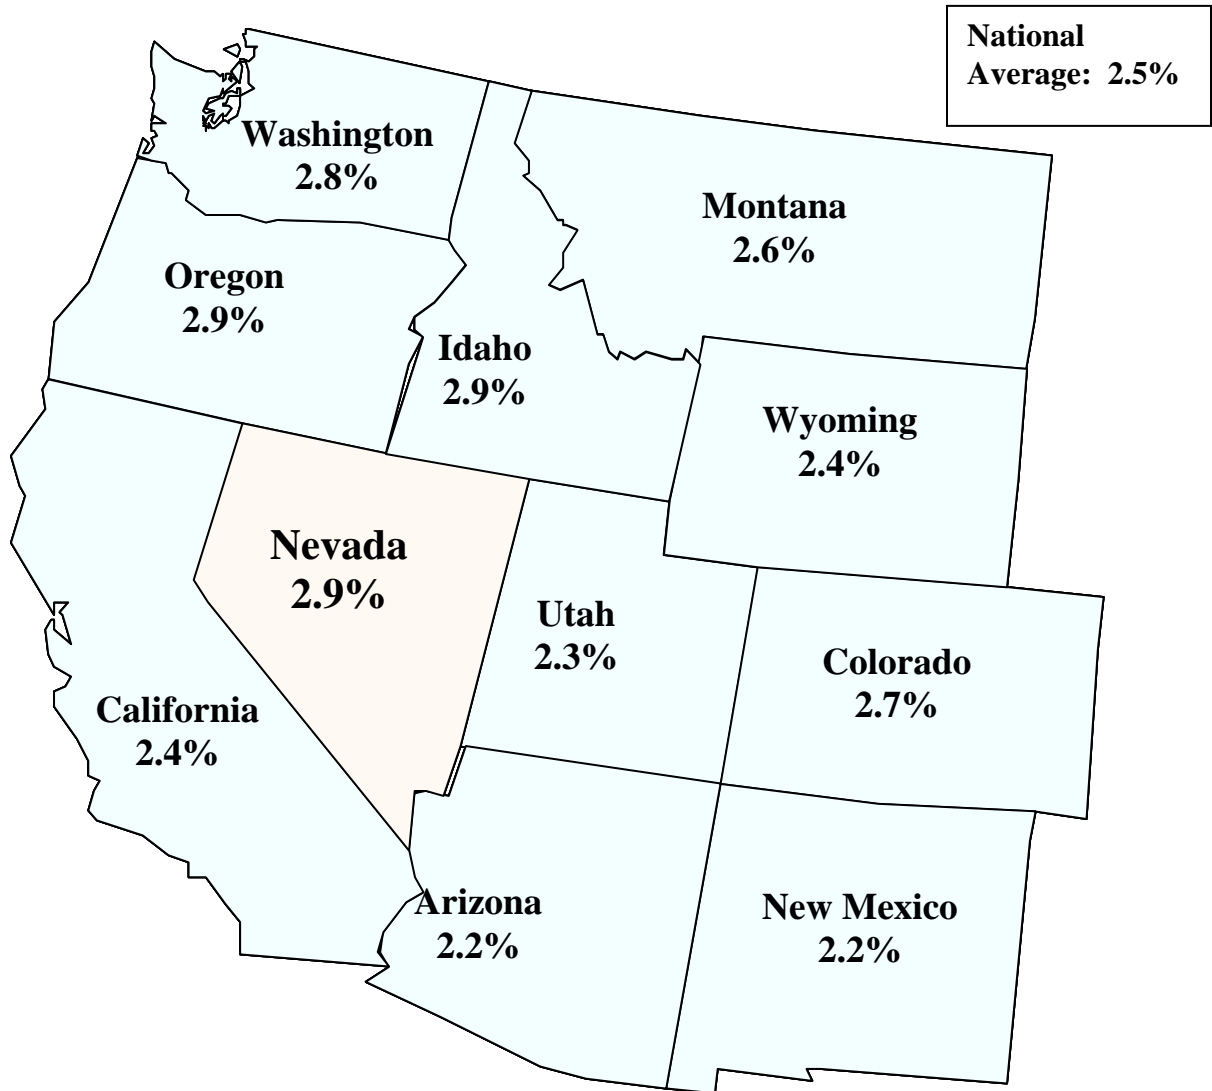 National
Average: 2.5%
Washington
2.8%
Montana
2.6%
Oregon
2.9%
Idaho
2.9%
Wyoming
2.4%
Nevada
2.9%
Utah
2.3%
Colorado
2.7%
California
2.4%
Arizona
2.2%
New Mexico
2.2%